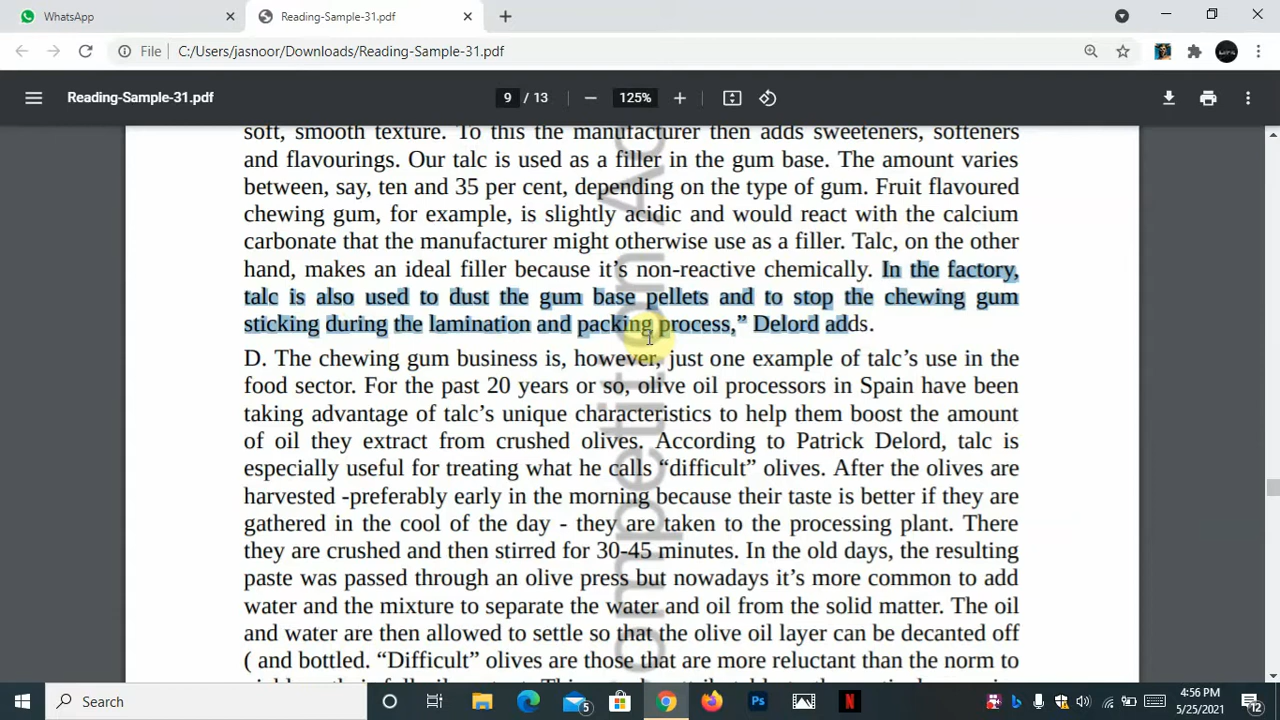 WhatsApp
Reading-Sample-31.pdf
File
C:/Users/jasnoor/Downloads/Reading-Sample-31.pdf
Reading-Sample-31.pdf
9 / 13
125%
soft, smooth texture. To this the manufacturer then adds sweeteners, softeners
and flavourings. Our talc is used as a filler in the gum base. The amount varies
between, say, ten and 35 per cent, depending on the type of gum. Fruit flavoured
chewing gum, for example, is slightly acidic and would react with the calcium
carbonate that the manufacturer might otherwise use as a filler. Talc, on the other
hand, makes an ideal filler because it's non-reactive chemically. In the factory,
talc is also used to dust the gum base pellets and to stop the chewing gum
sticking during the lamination and packing process,” Delord adds.
D. The chewing gum business is, however, just one example of talc's use in the
food sector. For the past 20 years or so, olive oil processors in Spain have been
taking advantage of talc's unique characteristics to help them boost the amount
of oil they extract from crushed olives. According to Patrick Delord, talc is
especially useful for treating what he calls “difficult” olives. After the olives are
harvested -preferably early in the morning because their taste is better if they are
gathered in the cool of the day - they are taken to the processing plant. There
they are crushed and then stirred for 30-45 minutes. In the old days, the resulting
paste was passed through an olive press but nowadays it's more common to add
water and the mixture to separate the water and oil from the solid matter. The oil
and water are then allowed to settle so that the olive oil layer can be decanted off
( and bottled. “Difficult” olives are those that are more reluctant than the norm to
Search
5
Ps
N
4:56 PM
5/25/2021
12